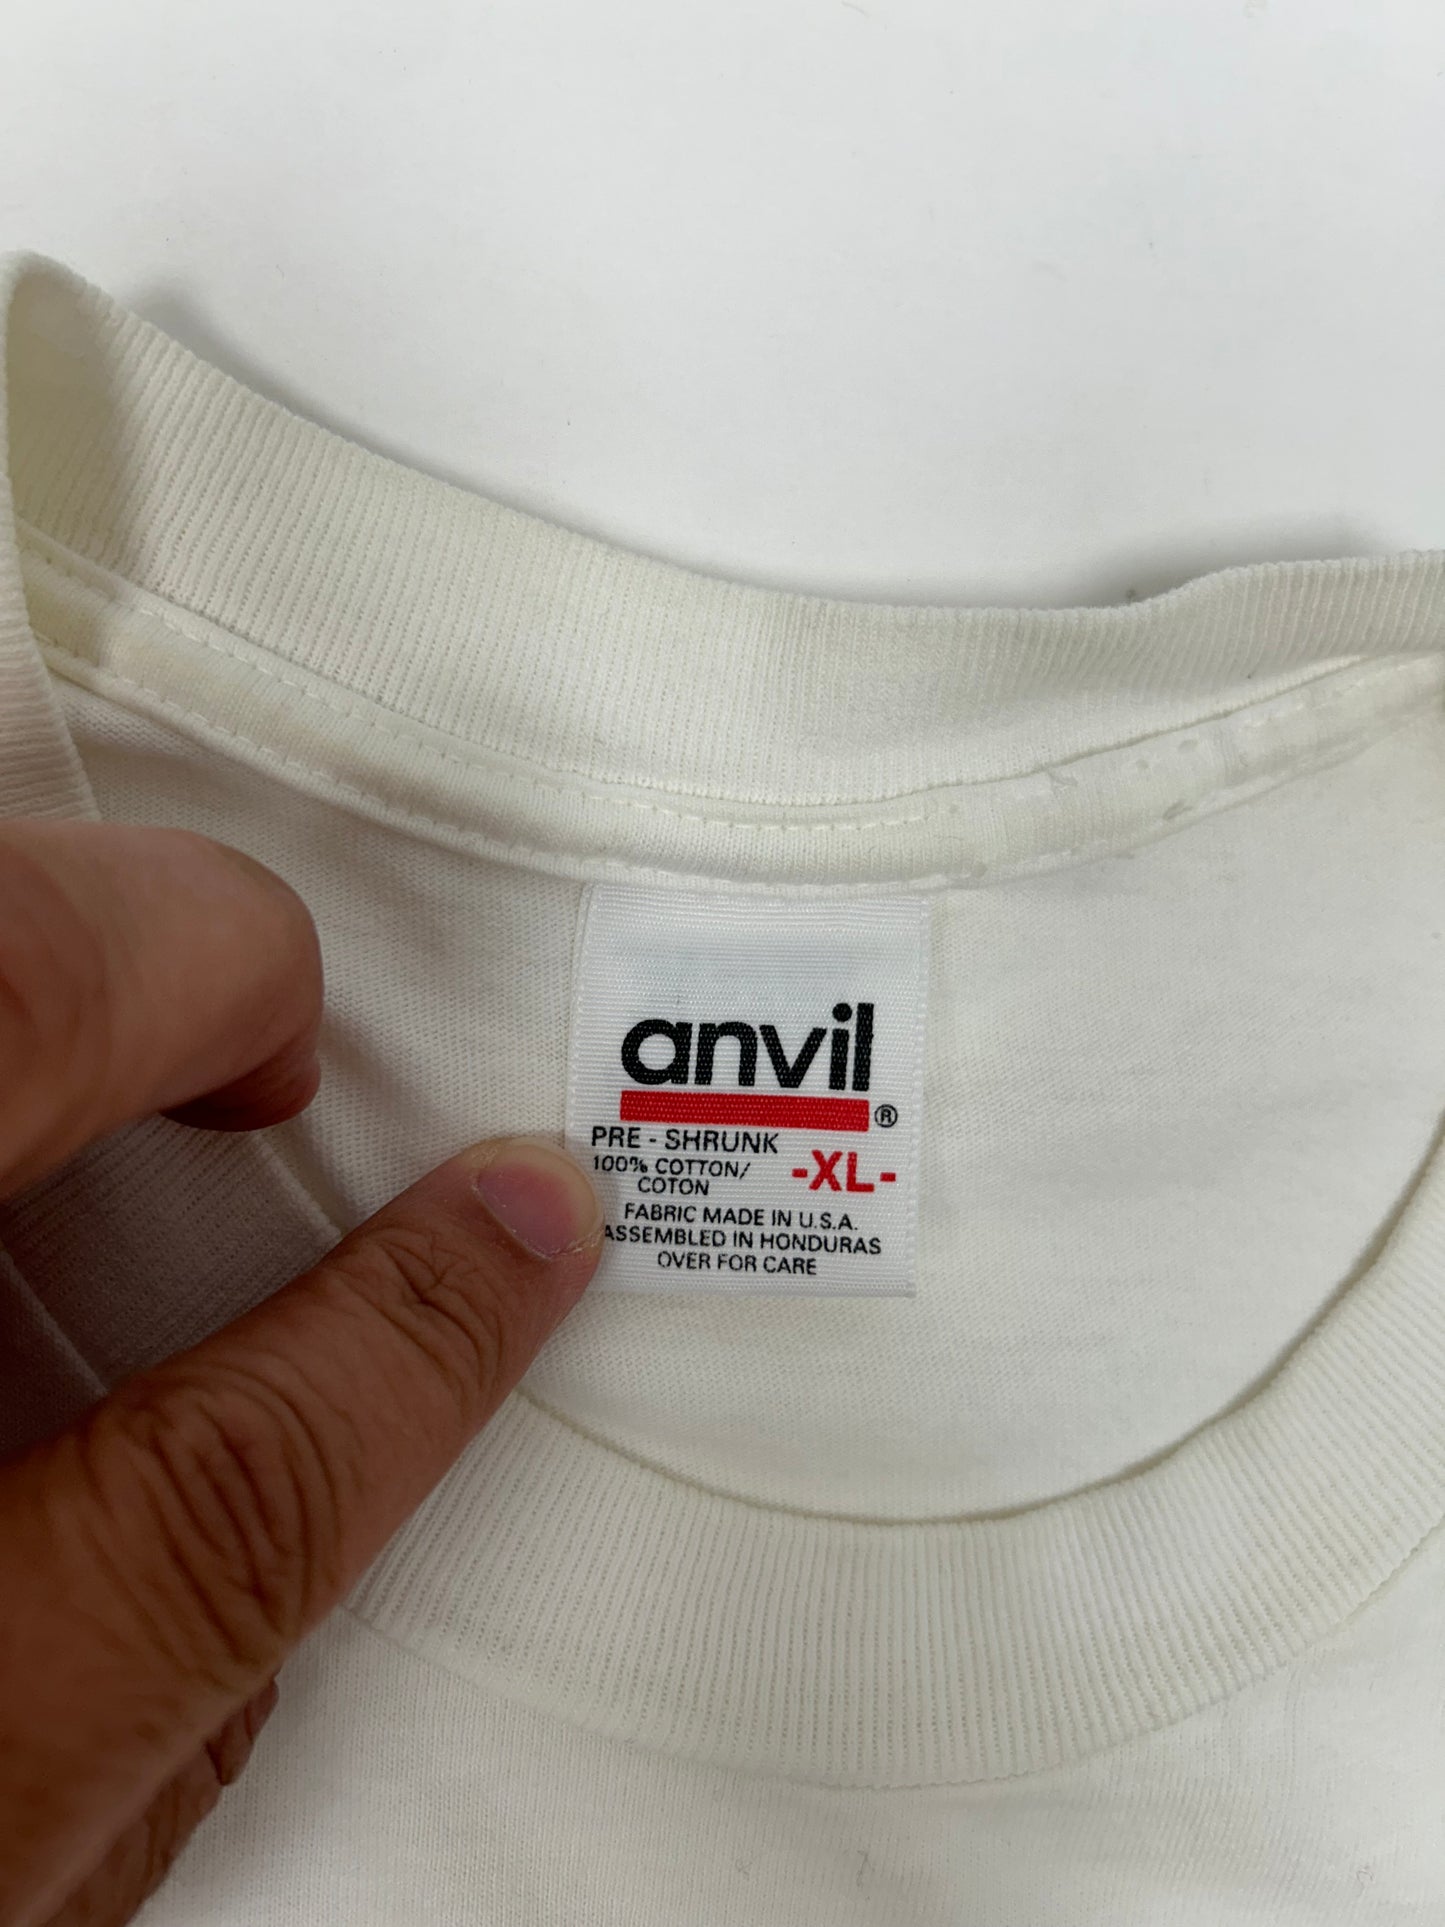 anvil
®
PRE - SHRUNK
100% COTTON/
COTON
-XL-
FABRIC MADE IN U.S.A.
ASSEMBLED IN HONDURAS
OVER FOR CARE